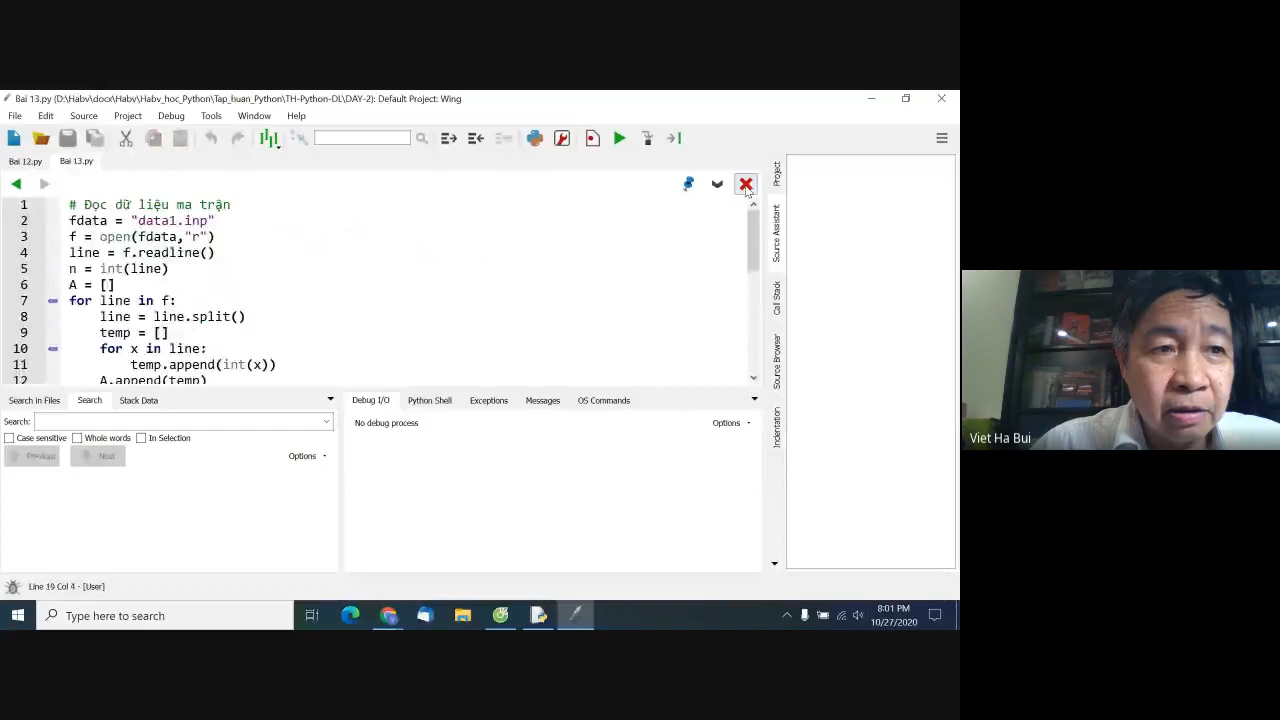 Bai 13.py (D:\Habv\docx\Habv\Habv_hoc_Python\Tap_huan_Python\TH-Python-DL\DAY-2): Default Project: Wing
File Edit Source Project Debug Tools Window Help
Bai 12.py Bai 13.py
1 # Đọc dữ liệu ma trận
2 fdata = "data1.inp"
3 f = open(fdata,"r")
4 line = f.readline()
5 n = int(line)
6 A = []
7 for line in f:
8 line = line.split()
9 temp = []
10 for x in line:
11 temp.append(int(x))
12 A.append(temp)
Project
Source Assistant
Call Stack
Source Browser
Indentation
Search in Files Search Stack Data
Search:
Case sensitive Whole words In Selection
Previous Next Options
Debug I/O Python Shell Exceptions Messages OS Commands
No debug process Options
Line 19 Col 4 - [User]
Type here to search
8:01 PM
10/27/2020
Viet Ha Bui